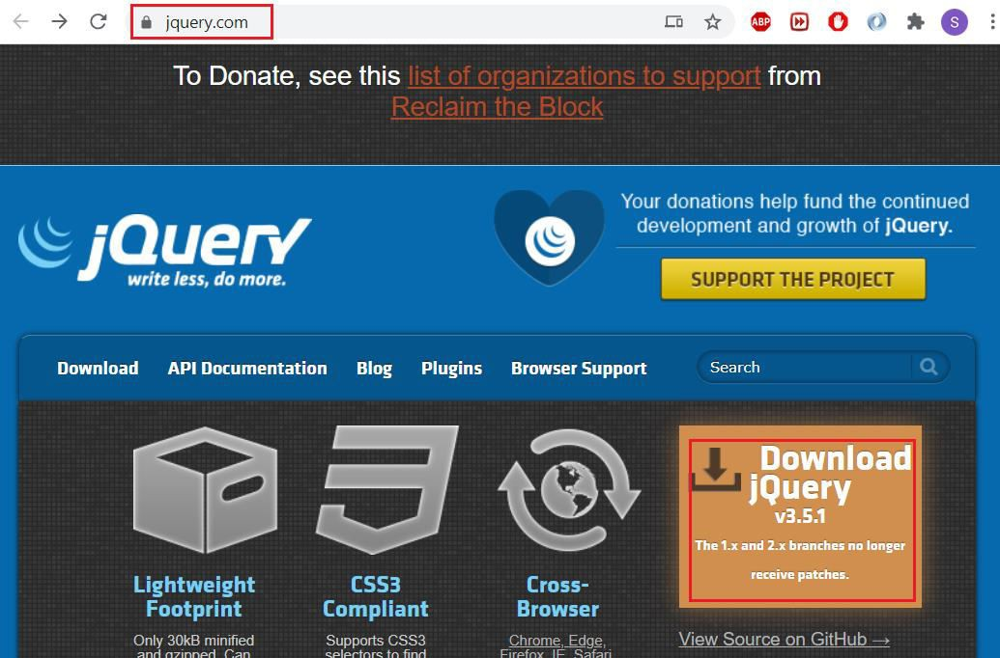 jquery.com
ABP
S
To Donate, see this list of organizations to support from
Reclaim the Block
jQuery
write less, do more.
Your donations help fund the continued
development and growth of jQuery.
SUPPORT THE PROJECT
Download
API Documentation
Blog
Plugins
Browser Support
Search
Lightweight
Footprint
Only 30kB minified
and gzipped. Can
CSS3
Compliant
Supports CSS3
selectors to find
Cross-
Browser
Chrome, Edge,
Firefox, IE, Safari,
Download
jQuery
v3.5.1
The 1.x and 2.x branches no longer
receive patches.
View Source on GitHub →